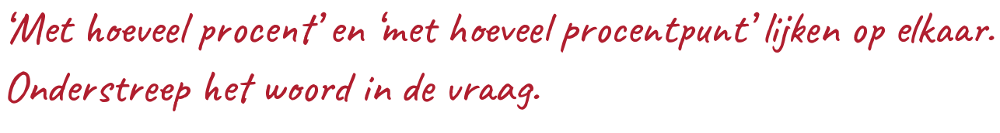 ‘Met hoeveel procent’ en ‘met hoeveel procentpunt’ lijken op elkaar.
Onderstreep het woord in de vraag.